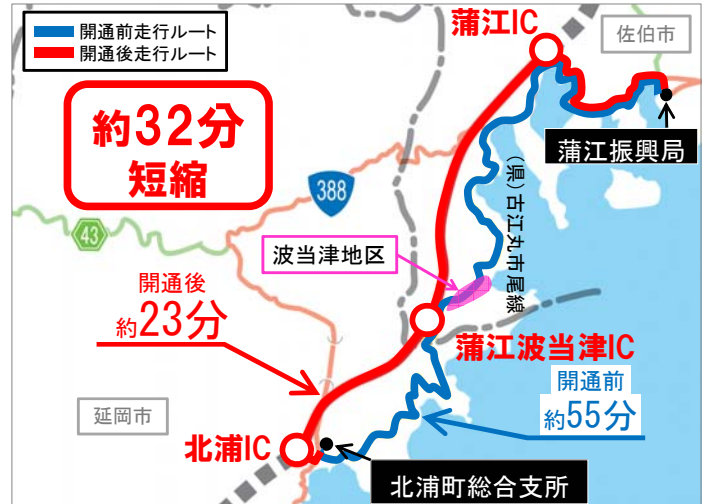 開通前走行ルート
開通後走行ルート
蒲江IC
佐伯市
約32分
短縮
蒲江振興局
388
(県)古江丸市尾線
43
波当津地区
開通後
約23分
蒲江波当津IC
開通前
約55分
延岡市
北浦IC
北浦町総合支所